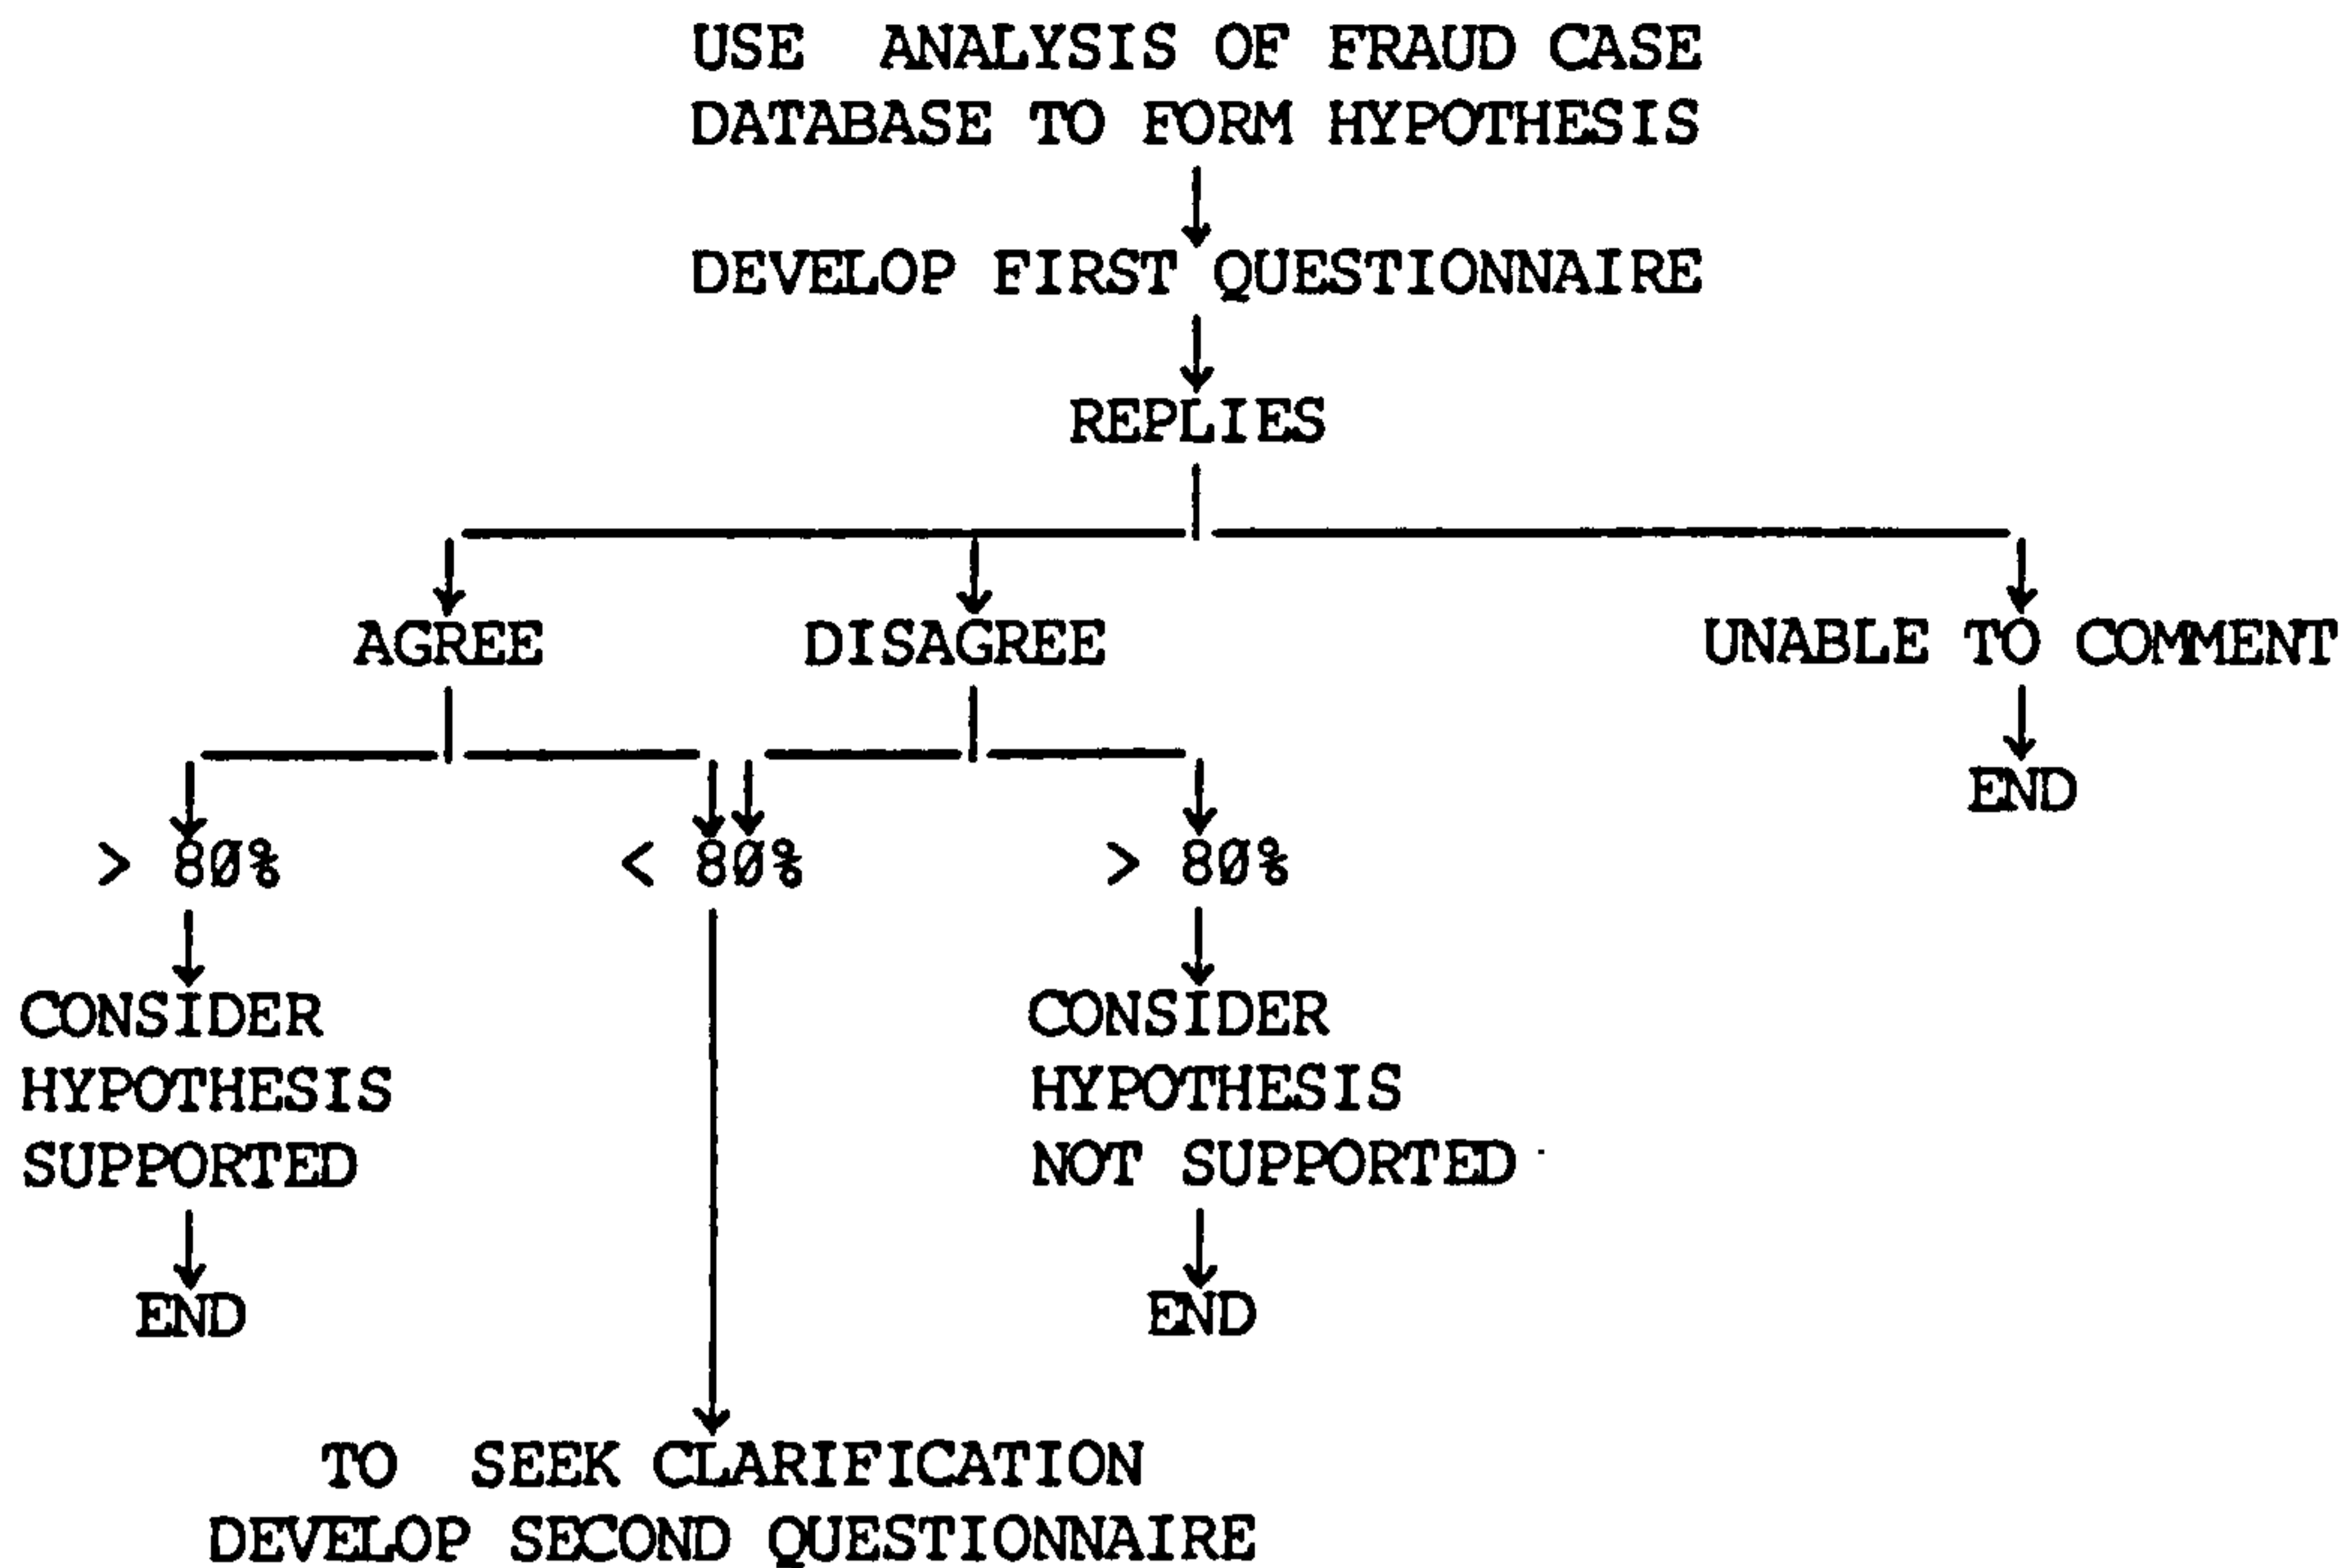 USE ANALYSIS OF FRAUD CASE
DATABASE TO FORM HYPOTHESIS
DEVELOP FIRST QUESTIONNAIRE
REPLIES
AGREE DISAGREE UNABLE TO COMMENT
END
> 80% < 80% > 80%
CONSIDER CONSIDER
HYPOTHESIS HYPOTHESIS
SUPPORTED NOT SUPPORTED
END END
TO SEEK CLARIFICATION
DEVELOP SECOND QUESTIONNAIRE